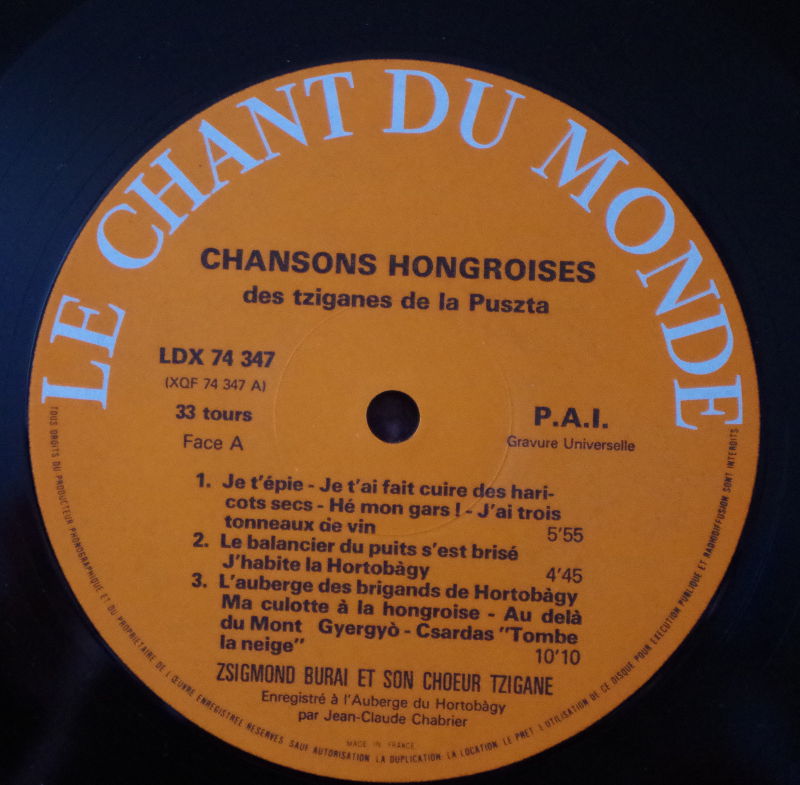 LE CHANT DU MONDE
CHANSONS HONGROISES
des tziganes de la Puszta
LDX 74 347
(XQF 74 347 A)
33 tours
Face A
P.A.I.
Gravure Universelle
1. Je t'épie - Je t'ai fait cuire des hari-
cots secs - Hé mon gars ! - J'ai trois
tonneaux de vin 5'55
2. Le balancier du puits s'est brisé
J'habite la Hortobàgy 4'45
3. L'auberge des brigands de Hortobàgy
Ma culotte à la hongroise - Au delà
du Mont Gyergyò - Csardas "Tombe
la neige" 10'10
ZSIGMOND BURAI ET SON CHOEUR TZIGANE
Enregistré à l'Auberge du Hortobàgy
par Jean-Claude Chabrier
MADE IN FRANCE
TOUS DROITS DU PRODUCTEUR PHONOGRAPHIQUE ET DU PROPRIETAIRE DE L'ŒUVRE ENREGISTREE RESERVES SAUF AUTORISATION LA DUPLICATION, LA LOCATION, LE PRET, L'UTILISATION DE CE DISQUE POUR EXECUTION PUBLIQUE ET RADIODIFFUSION SONT INTERDITS